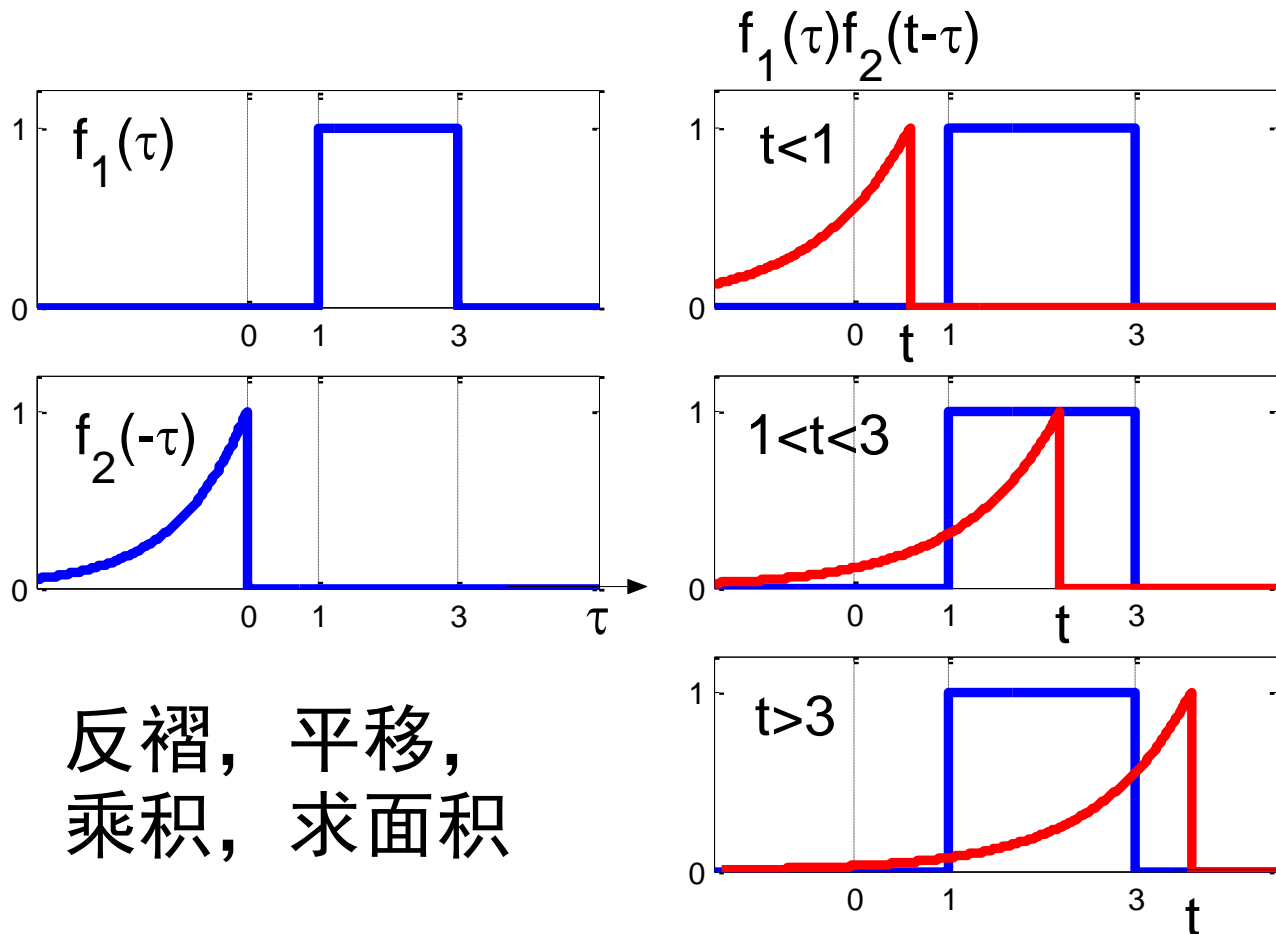 f₁(τ)f₂(t-τ)
1
f₁(τ)
0
0 1 3
1
f₂(-τ)
0
0 1 3
τ
反褶，平移，
乘积，求面积
1
t<1
0
0 t 1 3
1
1<t<3
0
0 1 t 3
1
t>3
0
0 1 3 t